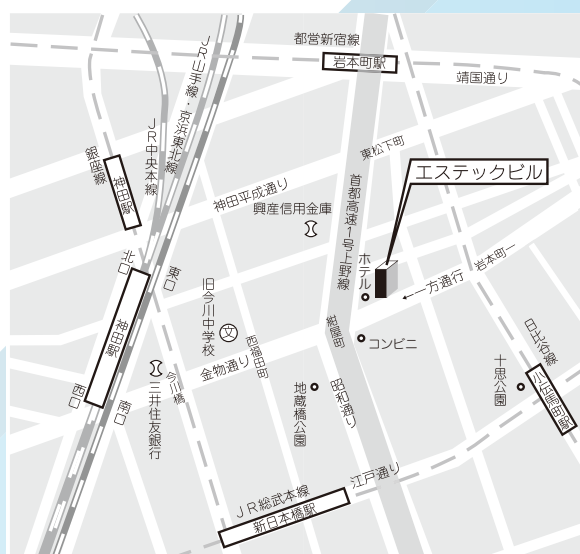 都営新宿線
岩本町駅
靖国通り
JR山手線・京浜東北線
JR中央本線
銀座線
神田駅
東松下町
エステックビル
神田平成通り
興産信用金庫
首都高速1号上野線
ホテル
一方通行
岩本町一
北口
東口
神田駅
旧今川中学校
文
西福田町
紺屋町
コンビニ
金物通り
日比谷線
西口
南口
三井住友銀行
今川橋
地蔵橋公園
昭和通り
十思公園
小伝馬町駅
江戸通り
JR総武本線
新日本橋駅